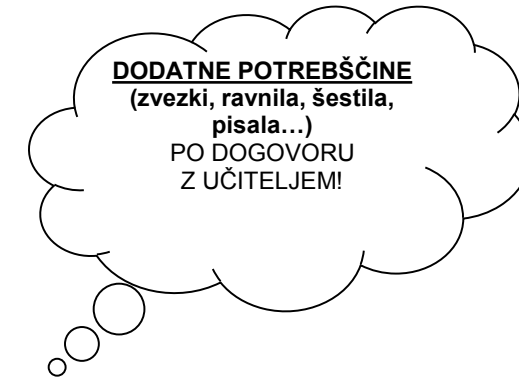 DODATNE POTREBŠČINE
(zvezki, ravnila, šestila,
pisala…)
PO DOGOVORU
Z UČITELJEM!